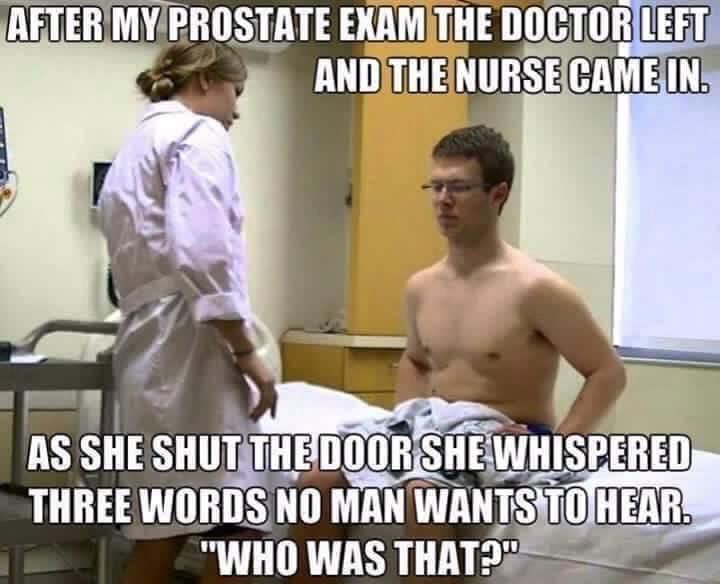 AFTER MY PROSTATE EXAM THE DOCTOR LEFT
AND THE NURSE CAME IN.
AS SHE SHUT THE DOOR SHE WHISPERED
THREE WORDS NO MAN WANTS TO HEAR.
"WHO WAS THAT?"